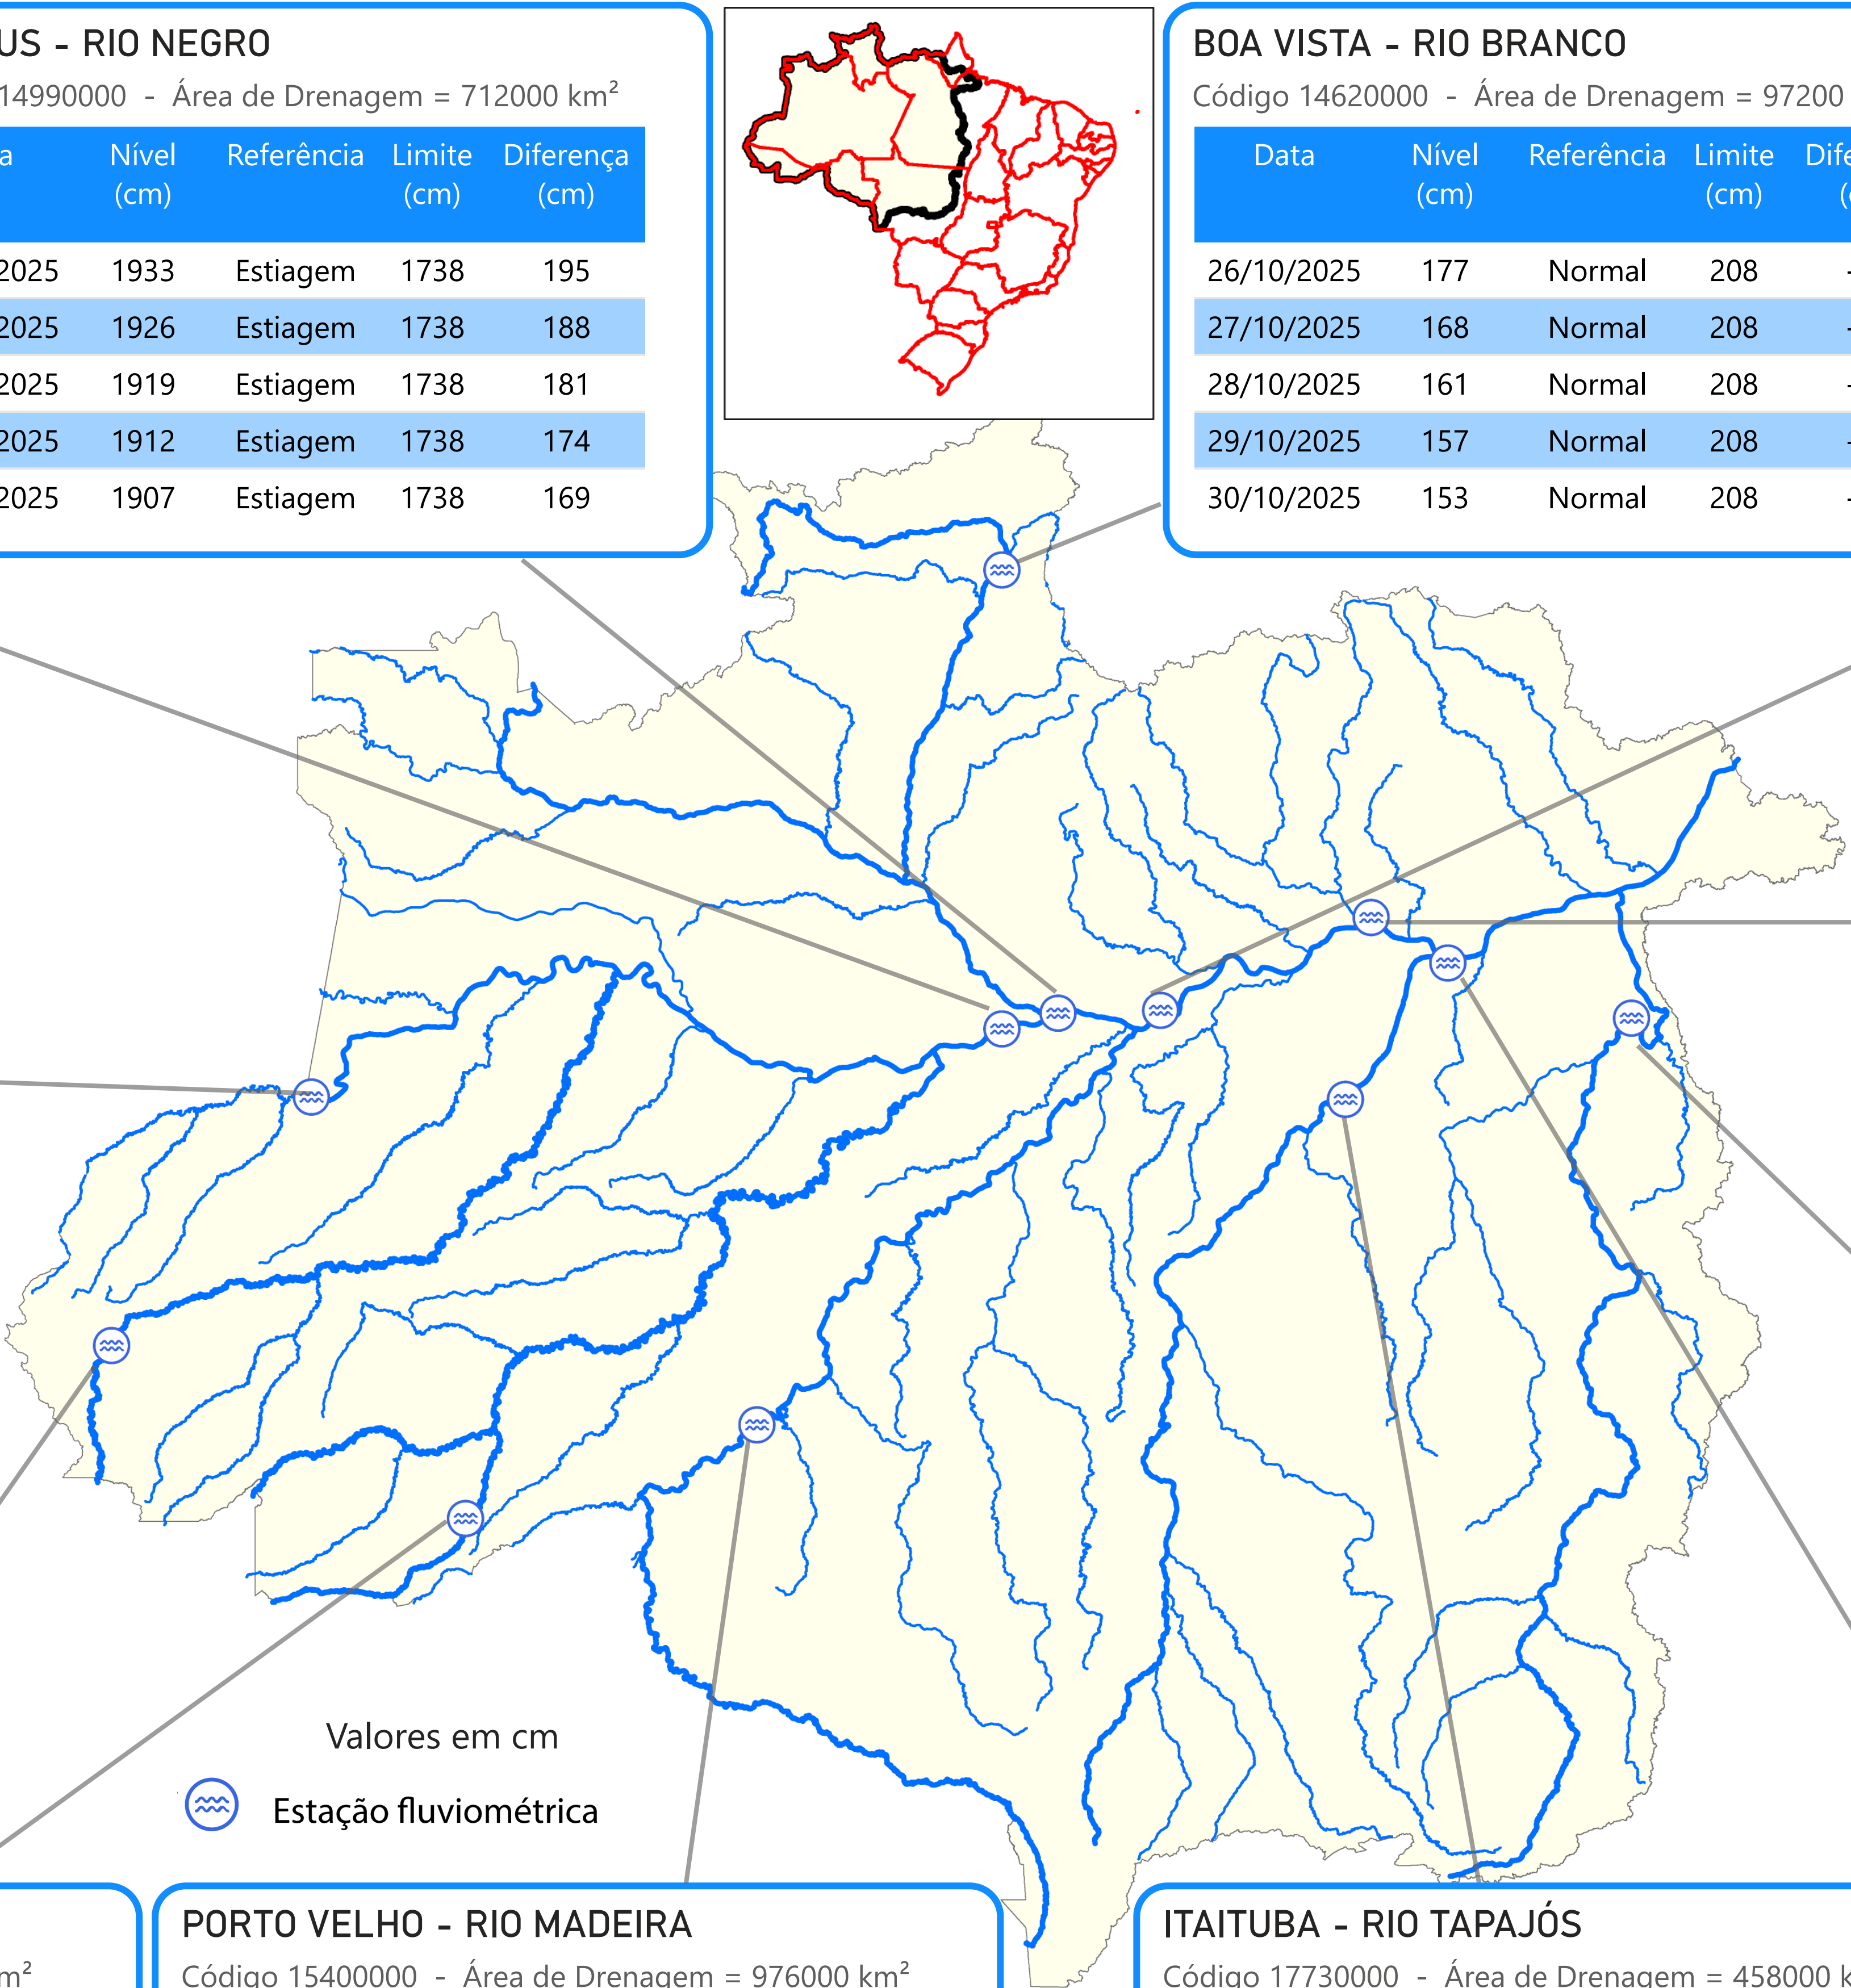 US - RIO NEGRO
14990000 - Área de Drenagem = 712000 km²
a Nível (cm) Referência Limite (cm) Diferença (cm)
2025 1933 Estiagem 1738 195
2025 1926 Estiagem 1738 188
2025 1919 Estiagem 1738 181
2025 1912 Estiagem 1738 174
2025 1907 Estiagem 1738 169
BOA VISTA - RIO BRANCO
Código 14620000 - Área de Drenagem = 97200
Data Nível (cm) Referência Limite (cm) Dife
26/10/2025 177 Normal 208 -
27/10/2025 168 Normal 208 -
28/10/2025 161 Normal 208 -
29/10/2025 157 Normal 208 -
30/10/2025 153 Normal 208 -
Valores em cm
Estação fluviométrica
m²
PORTO VELHO - RIO MADEIRA
Código 15400000 - Área de Drenagem = 976000 km²
ITAITUBA - RIO TAPAJÓS
Código 17730000 - Área de Drenagem = 458000 k